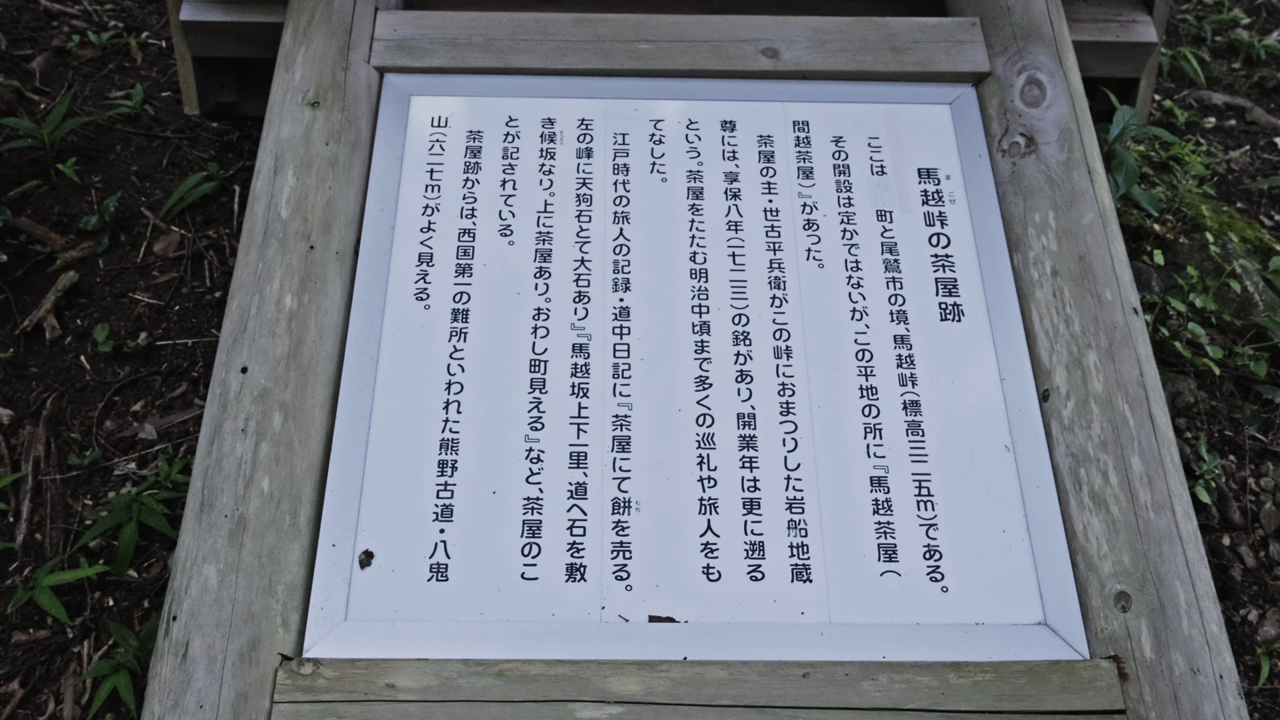 馬越峠の茶屋跡
ここは 町と尾鷲市の境、馬越峠(標高三二五m)である。
その開設は定かではないが、この平地の所に『馬越茶屋(
間越茶屋)』があった。
茶屋の主・世古平兵衛がこの峠におまつりした岩船地蔵
尊には、享保八年(一七二三)の銘があり、開業年は更に遡る
という。茶屋をたたむ明治中頃まで多くの巡礼や旅人をも
てなした。
江戸時代の旅人の記録・道中日記に『茶屋にて餅を売る。
左の峰に天狗石とて大石あり』『馬越坂上下一里、道へ石を敷
き候坂なり。上に茶屋あり。おわし町見える』など、茶屋のこ
とが記されている。
茶屋跡からは、西国第一の難所といわれた熊野古道・八鬼
山(六二七m)がよく見える。